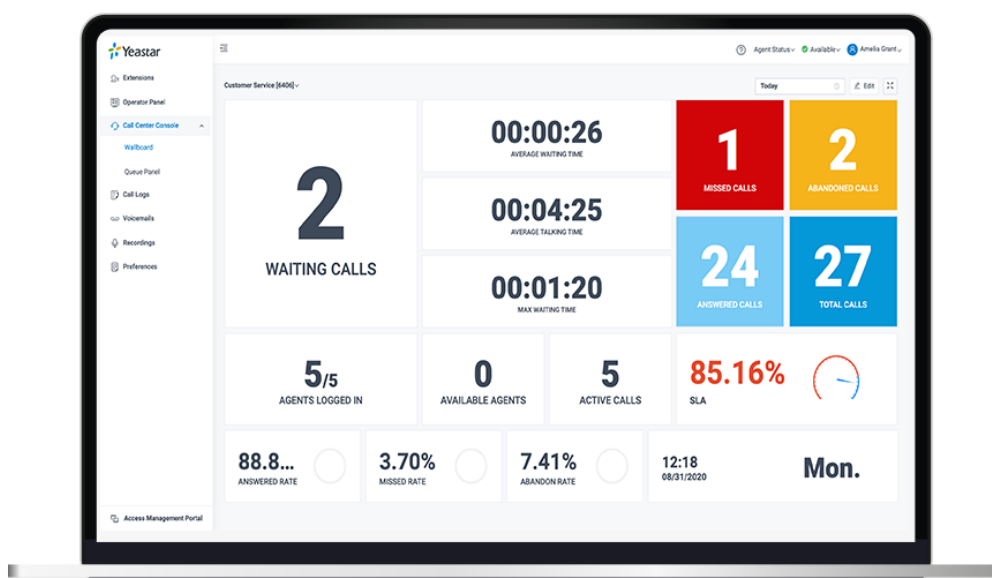 Yeastar
Agent Status
Available
Amelia Grant
Extensions
Operator Panel
Call Center Console
Wallboard
Queue Panel
Call Logs
Voicemails
Recordings
Preferences
Access Management Portal
Customer Service [6406]
Today
Edit
2
WAITING CALLS
00:00:26
AVERAGE WAITING TIME
00:04:25
AVERAGE TALKING TIME
00:01:20
MAX WAITING TIME
1
MISSED CALLS
2
ABANDONED CALLS
24
ANSWERED CALLS
27
TOTAL CALLS
5/5
AGENTS LOGGED IN
0
AVAILABLE AGENTS
5
ACTIVE CALLS
85.16%
SLA
88.8...
ANSWERED RATE
3.70%
MISSED RATE
7.41%
ABANDON RATE
12:18
08/31/2020
Mon.